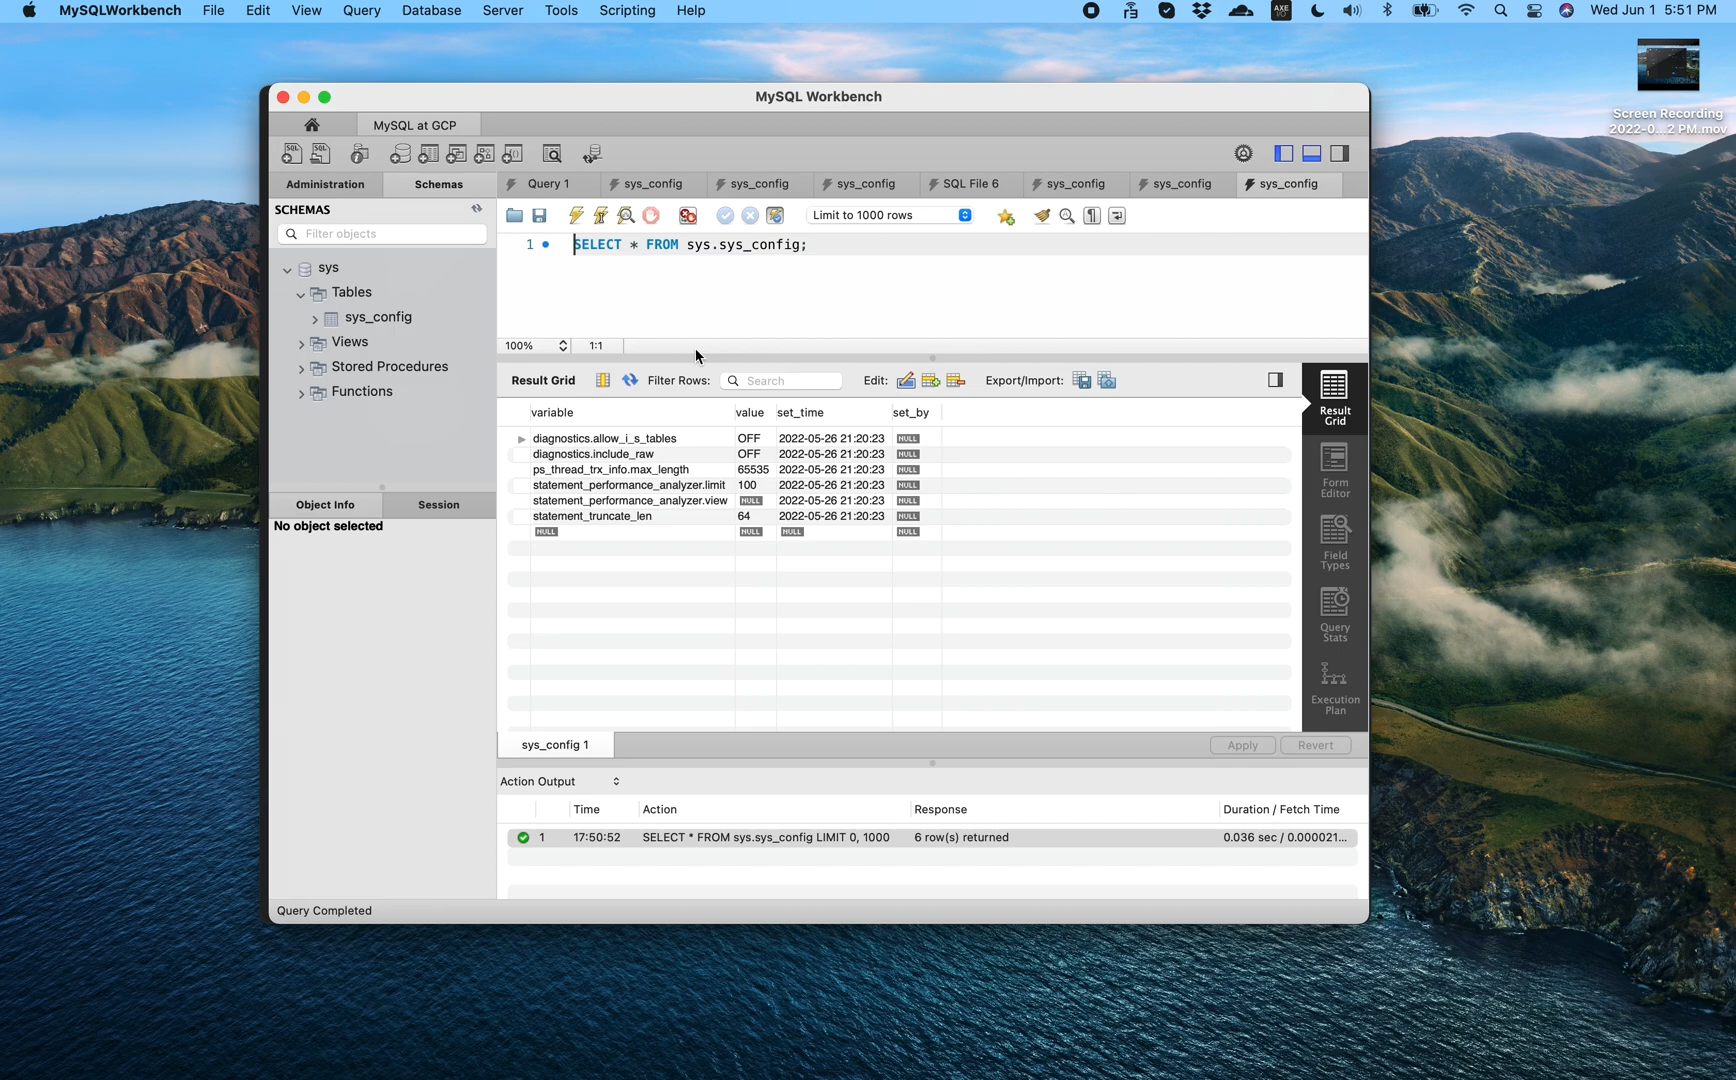 MySQLWorkbench File Edit View Query Database Server Tools Scripting Help AXE I/O Wed Jun 1 5:51 PM
Screen Recording
2022-0...2 PM.mov
MySQL Workbench
MySQL at GCP
SQL SQL
Administration Schemas Query 1 sys_config sys_config sys_config SQL File 6 sys_config sys_config sys_config
SCHEMAS
Limit to 1000 rows
Filter objects
1 SELECT * FROM sys.sys_config;
sys
Tables
sys_config
Views
Stored Procedures
Functions
100% 1:1
Result Grid Filter Rows: Search Edit: Export/Import:
Result
Grid
Form
Editor
Field
Types
Query
Stats
Execution
Plan
variable value set_time set_by
diagnostics.allow_i_s_tables OFF 2022-05-26 21:20:23 NULL
diagnostics.include_raw OFF 2022-05-26 21:20:23 NULL
ps_thread_trx_info.max_length 65535 2022-05-26 21:20:23 NULL
statement_performance_analyzer.limit 100 2022-05-26 21:20:23 NULL
statement_performance_analyzer.view NULL 2022-05-26 21:20:23 NULL
statement_truncate_len 64 2022-05-26 21:20:23 NULL
NULL NULL NULL NULL
Object Info Session
No object selected
sys_config 1 Apply Revert
Action Output
Time Action Response Duration / Fetch Time
1 17:50:52 SELECT * FROM sys.sys_config LIMIT 0, 1000 6 row(s) returned 0.036 sec / 0.000021...
Query Completed